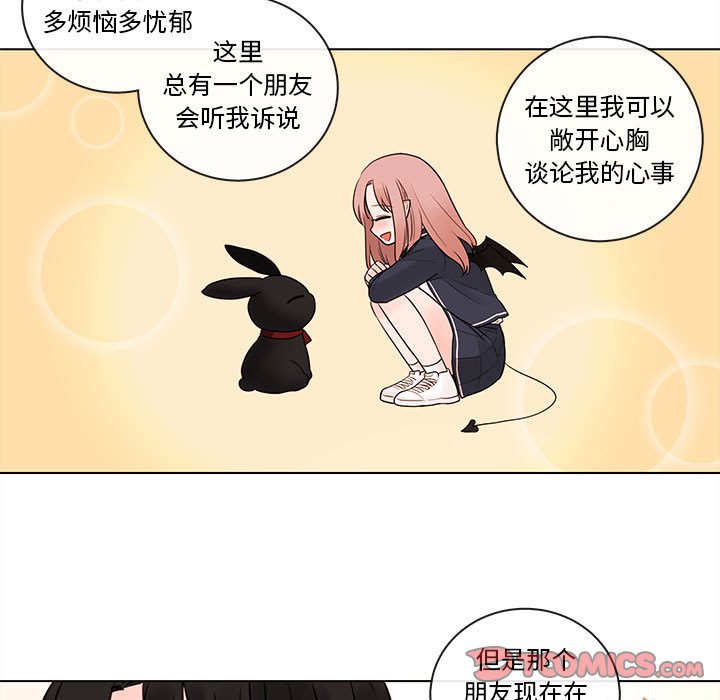 多烦恼多忧郁
这里
总有一个朋友
会听我诉说
在这里我可以
敞开心胸
谈论我的心事
但是那个
朋友现在在
TCOMICS.COM